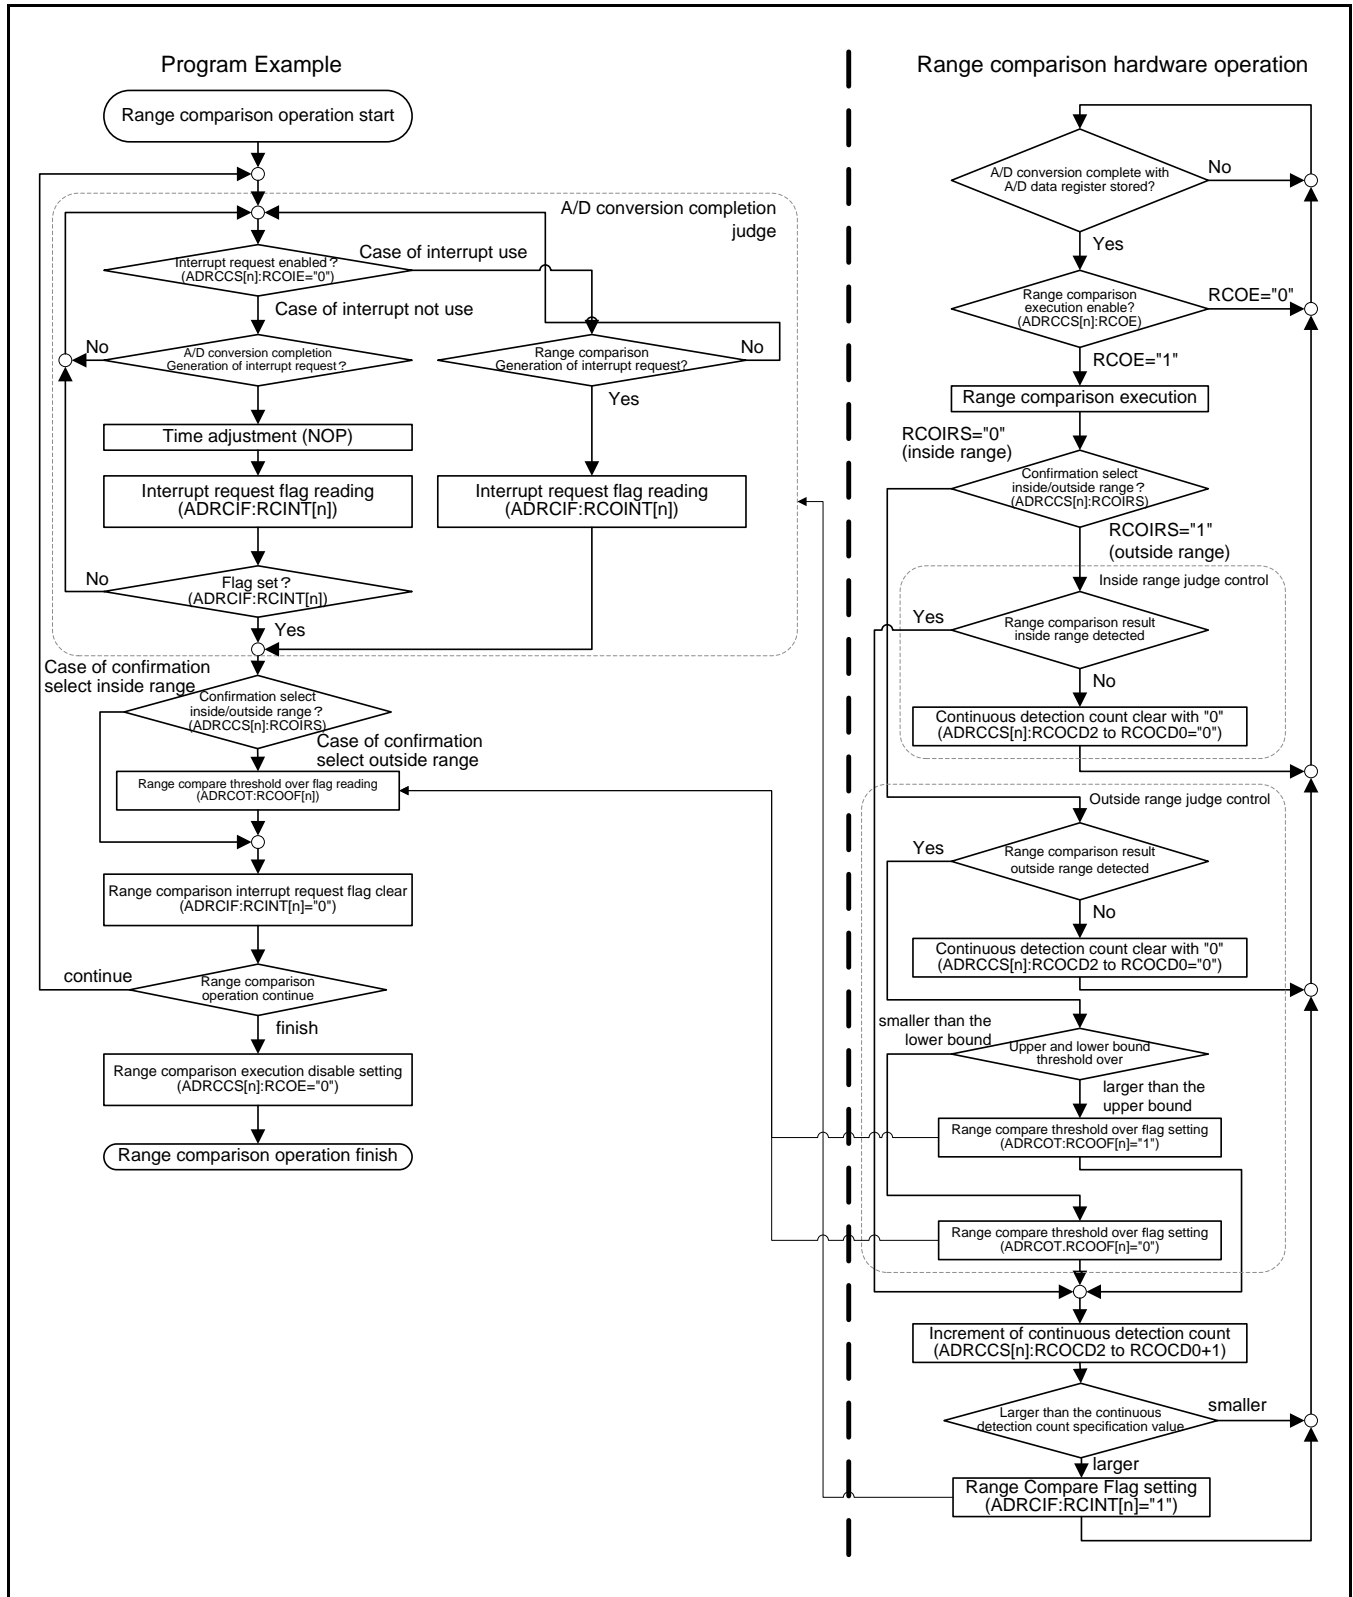 Program Example
Range comparison operation start
A/D conversion completion
judge
Interrupt request enabled?
(ADRCCS[n]:RCOIE="0")
Case of interrupt use
Case of interrupt not use
No
A/D conversion completion
Generation of interrupt request?
Range comparison
Generation of interrupt request?
No
Yes
Time adjustment (NOP)
Interrupt request flag reading
(ADRCIF:RCINT[n])
Interrupt request flag reading
(ADRCIF:RCOINT[n])
No
Flag set?
(ADRCIF:RCINT[n])
Yes
Case of confirmation
select inside range
Confirmation select
inside/outside range?
(ADRCCS[n]:RCOIRS)
Case of confirmation
select outside range
Range compare threshold over flag reading
(ADRCOT:RCOOF[n])
Range comparison interrupt request flag clear
(ADRCIF:RCINT[n]="0")
continue
Range comparison
operation continue
finish
Range comparison execution disable setting
(ADRCCS[n]:RCOE="0")
Range comparison operation finish
Range comparison hardware operation
A/D conversion complete with
A/D data register stored?
No
Yes
Range comparison
execution enable?
(ADRCCS[n]:RCOE)
RCOE="0"
RCOE="1"
Range comparison execution
RCOIRS="0"
(inside range)
Confirmation select
inside/outside range?
(ADRCCS[n]:RCOIRS)
RCOIRS="1"
(outside range)
Inside range judge control
Yes
Range comparison result
inside range detected
No
Continuous detection count clear with "0"
(ADRCCS[n]:RCOCD2 to RCOCD0="0")
Outside range judge control
Yes
Range comparison result
outside range detected
No
Continuous detection count clear with "0"
(ADRCCS[n]:RCOCD2 to RCOCD0="0")
smaller than the
lower bound
Upper and lower bound
threshold over
larger than the
upper bound
Range compare threshold over flag setting
(ADRCOT:RCOOF[n]="1")
Range compare threshold over flag setting
(ADRCOT.RCOOF[n]="0")
Increment of continuous detection count
(ADRCCS[n]:RCOCD2 to RCOCD0+1)
Larger than the continuous
detection count specification value
smaller
larger
Range Compare Flag setting
(ADRCIF:RCINT[n]="1")